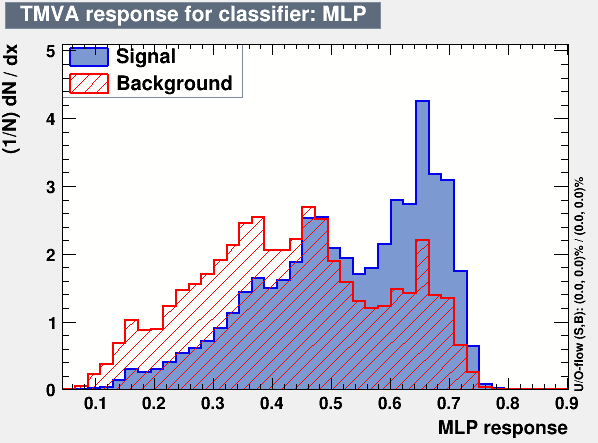 TMVA response for classifier: MLP
Signal
Background
(1/N) dN / dx
5
4
3
2
1
0
0.1 0.2 0.3 0.4 0.5 0.6 0.7 0.8 0.9
MLP response
U/O-flow (S,B): (0.0, 0.0)% / (0.0, 0.0)%